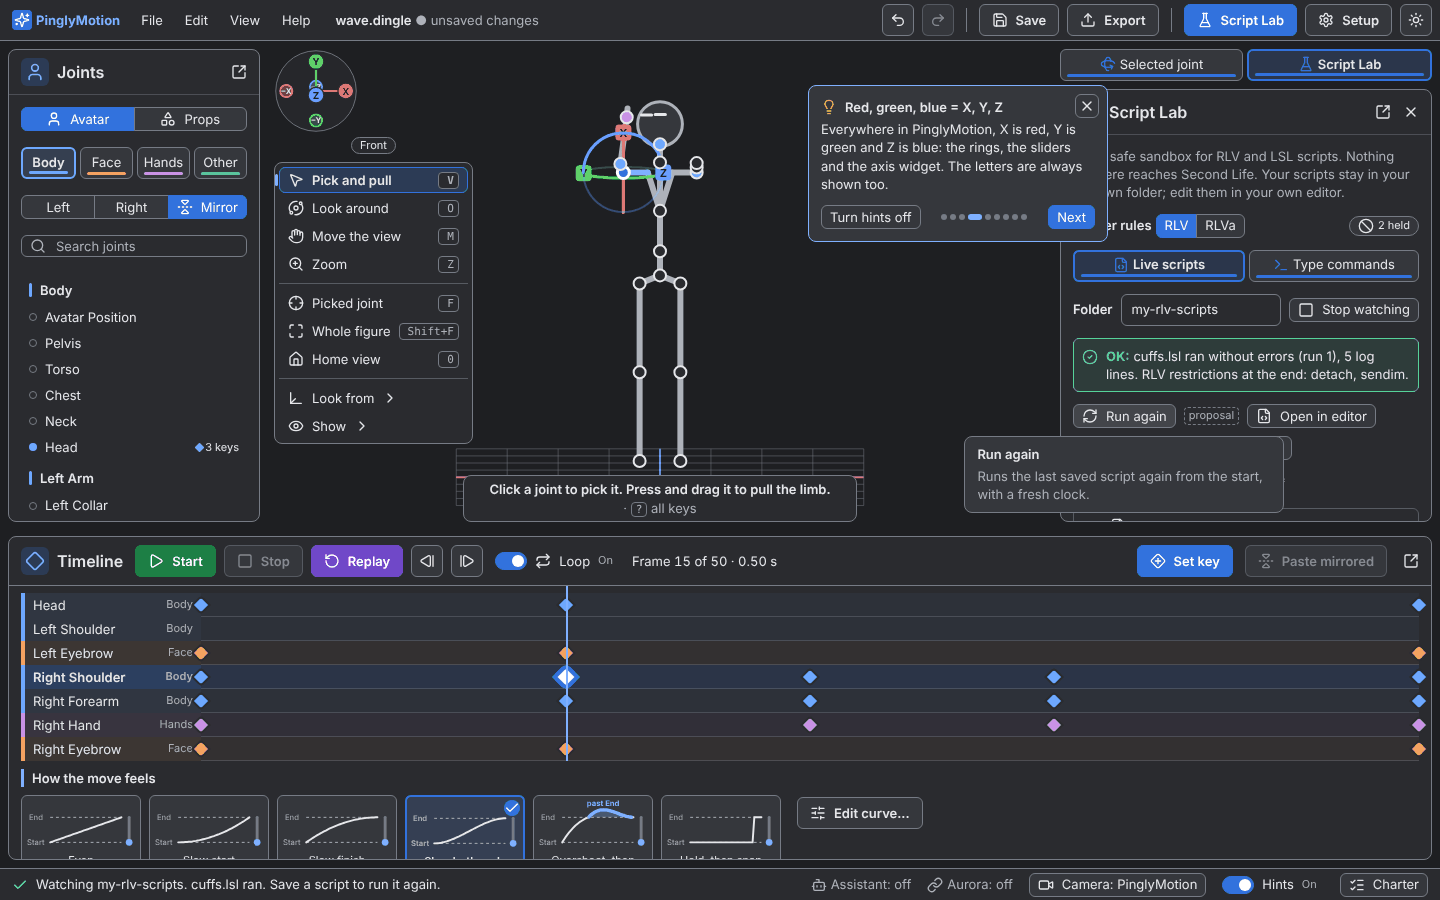 PinglyMotion File Edit View Help wave.dingle unsaved changes
Save Export Script Lab Setup
Joints
Avatar Props
Body Face Hands Other
Left Right Mirror
Search joints
Body
Avatar Position
Pelvis
Torso
Chest
Neck
Head 3 keys
Left Arm
Left Collar
Y
-X Z X
-Y
Front
Pick and pull V
Look around O
Move the view M
Zoom Z
Picked joint F
Whole figure Shift+F
Home view 0
Look from
Show
X
Y Z
Click a joint to pick it. Press and drag it to pull the limb.
· ? all keys
Selected joint Script Lab
Red, green, blue = X, Y, Z
Everywhere in PinglyMotion, X is red, Y is
green and Z is blue: the rings, the sliders
and the axis widget. The letters are always
shown too.
Turn hints off Next
Script Lab
safe sandbox for RLV and LSL scripts. Nothing
ere reaches Second Life. Your scripts stay in your
wn folder; edit them in your own editor.
er rules RLV RLVa 2 held
Live scripts Type commands
Folder my-rlv-scripts Stop watching
OK: cuffs.lsl ran without errors (run 1), 5 log
lines. RLV restrictions at the end: detach, sendim.
Run again proposal Open in editor
Run again
Runs the last saved script again from the start,
with a fresh clock.
Timeline Start Stop Replay Loop On Frame 15 of 50 · 0.50 s
Set key Paste mirrored
Head Body
Left Shoulder Body
Left Eyebrow Face
Right Shoulder Body
Right Forearm Body
Right Hand Hands
Right Eyebrow Face
How the move feels
End Start
End Start
End Start
End Start
past End
End Start
End Start
Edit curve...
Watching my-rlv-scripts. cuffs.lsl ran. Save a script to run it again.
Assistant: off Aurora: off Camera: PinglyMotion Hints On Charter